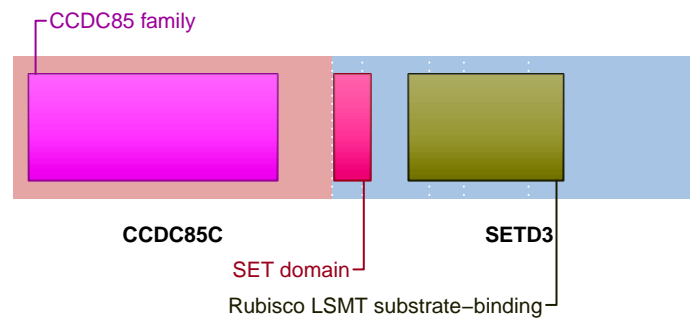 CCDC85 family
CCDC85C SETD3
SET domain
Rubisco LSMT substrate−binding